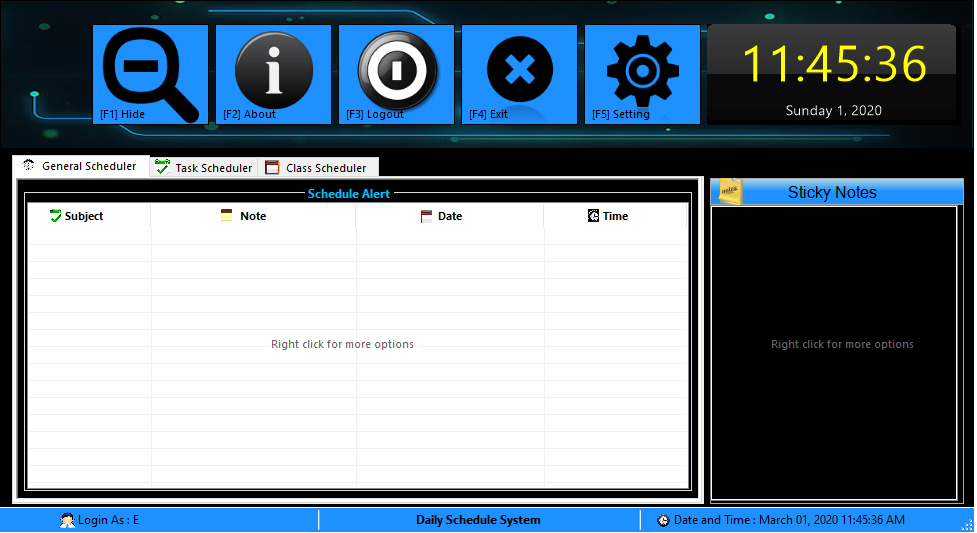 [F1] Hide
[F2] About
[F3] Logout
[F4] Exit
[F5] Setting
11:45:36
Sunday 1, 2020
General Scheduler
Task Scheduler
Class Scheduler
Schedule Alert
Subject
Note
Date
Time
Right click for more options
Sticky Notes
Right click for more options
Login As : E
Daily Schedule System
Date and Time : March 01, 2020 11:45:36 AM